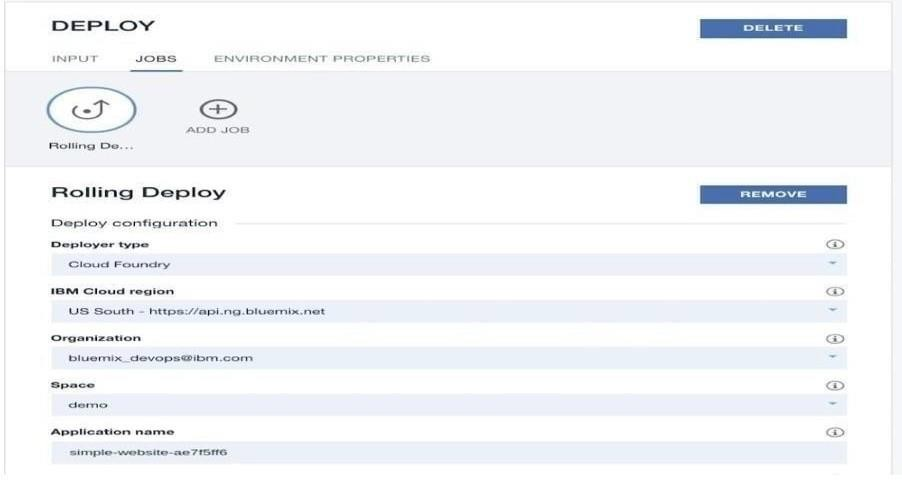 DEPLOY
DELETE
INPUT JOBS ENVIRONMENT PROPERTIES
ADD JOB
Rolling De...
Rolling Deploy
REMOVE
Deploy configuration
Deployer type
Cloud Foundry
IBM Cloud region
US South - https://api.ng.bluemix.net
Organization
bluemix_devops@ibm.com
Space
demo
Application name
simple-website-ae7f5ff6